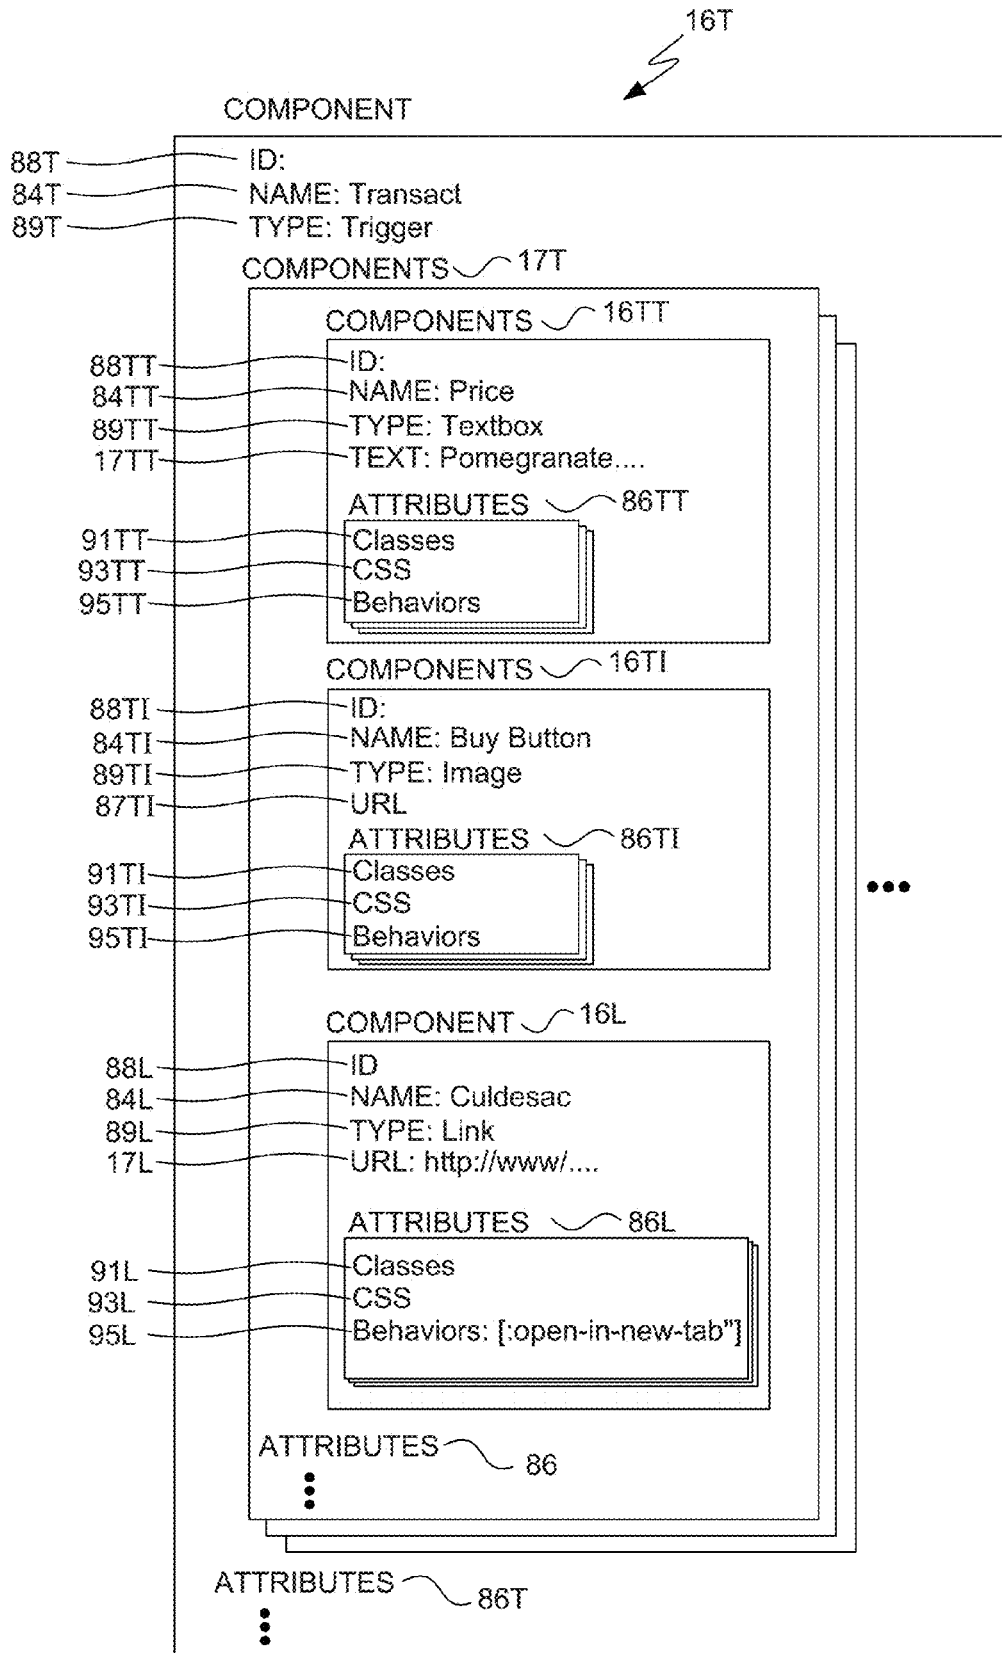 16T
COMPONENT
88T ID:
84T NAME: Transact
89T TYPE: Trigger
COMPONENTS 17T
COMPONENTS 16TT
88TT ID:
84TT NAME: Price
89TT TYPE: Textbox
17TT TEXT: Pomegranate....
ATTRIBUTES 86TT
91TT Classes
93TT CSS
95TT Behaviors
COMPONENTS 16TI
88TI ID:
84TI NAME: Buy Button
89TI TYPE: Image
87TI URL
ATTRIBUTES 86TI
91TI Classes
93TI CSS
95TI Behaviors
COMPONENT 16L
88L ID
84L NAME: Culdesac
89L TYPE: Link
17L URL: http://www/....
ATTRIBUTES 86L
91L Classes
93L CSS
95L Behaviors: [:open-in-new-tab"]
ATTRIBUTES 86
ATTRIBUTES 86T